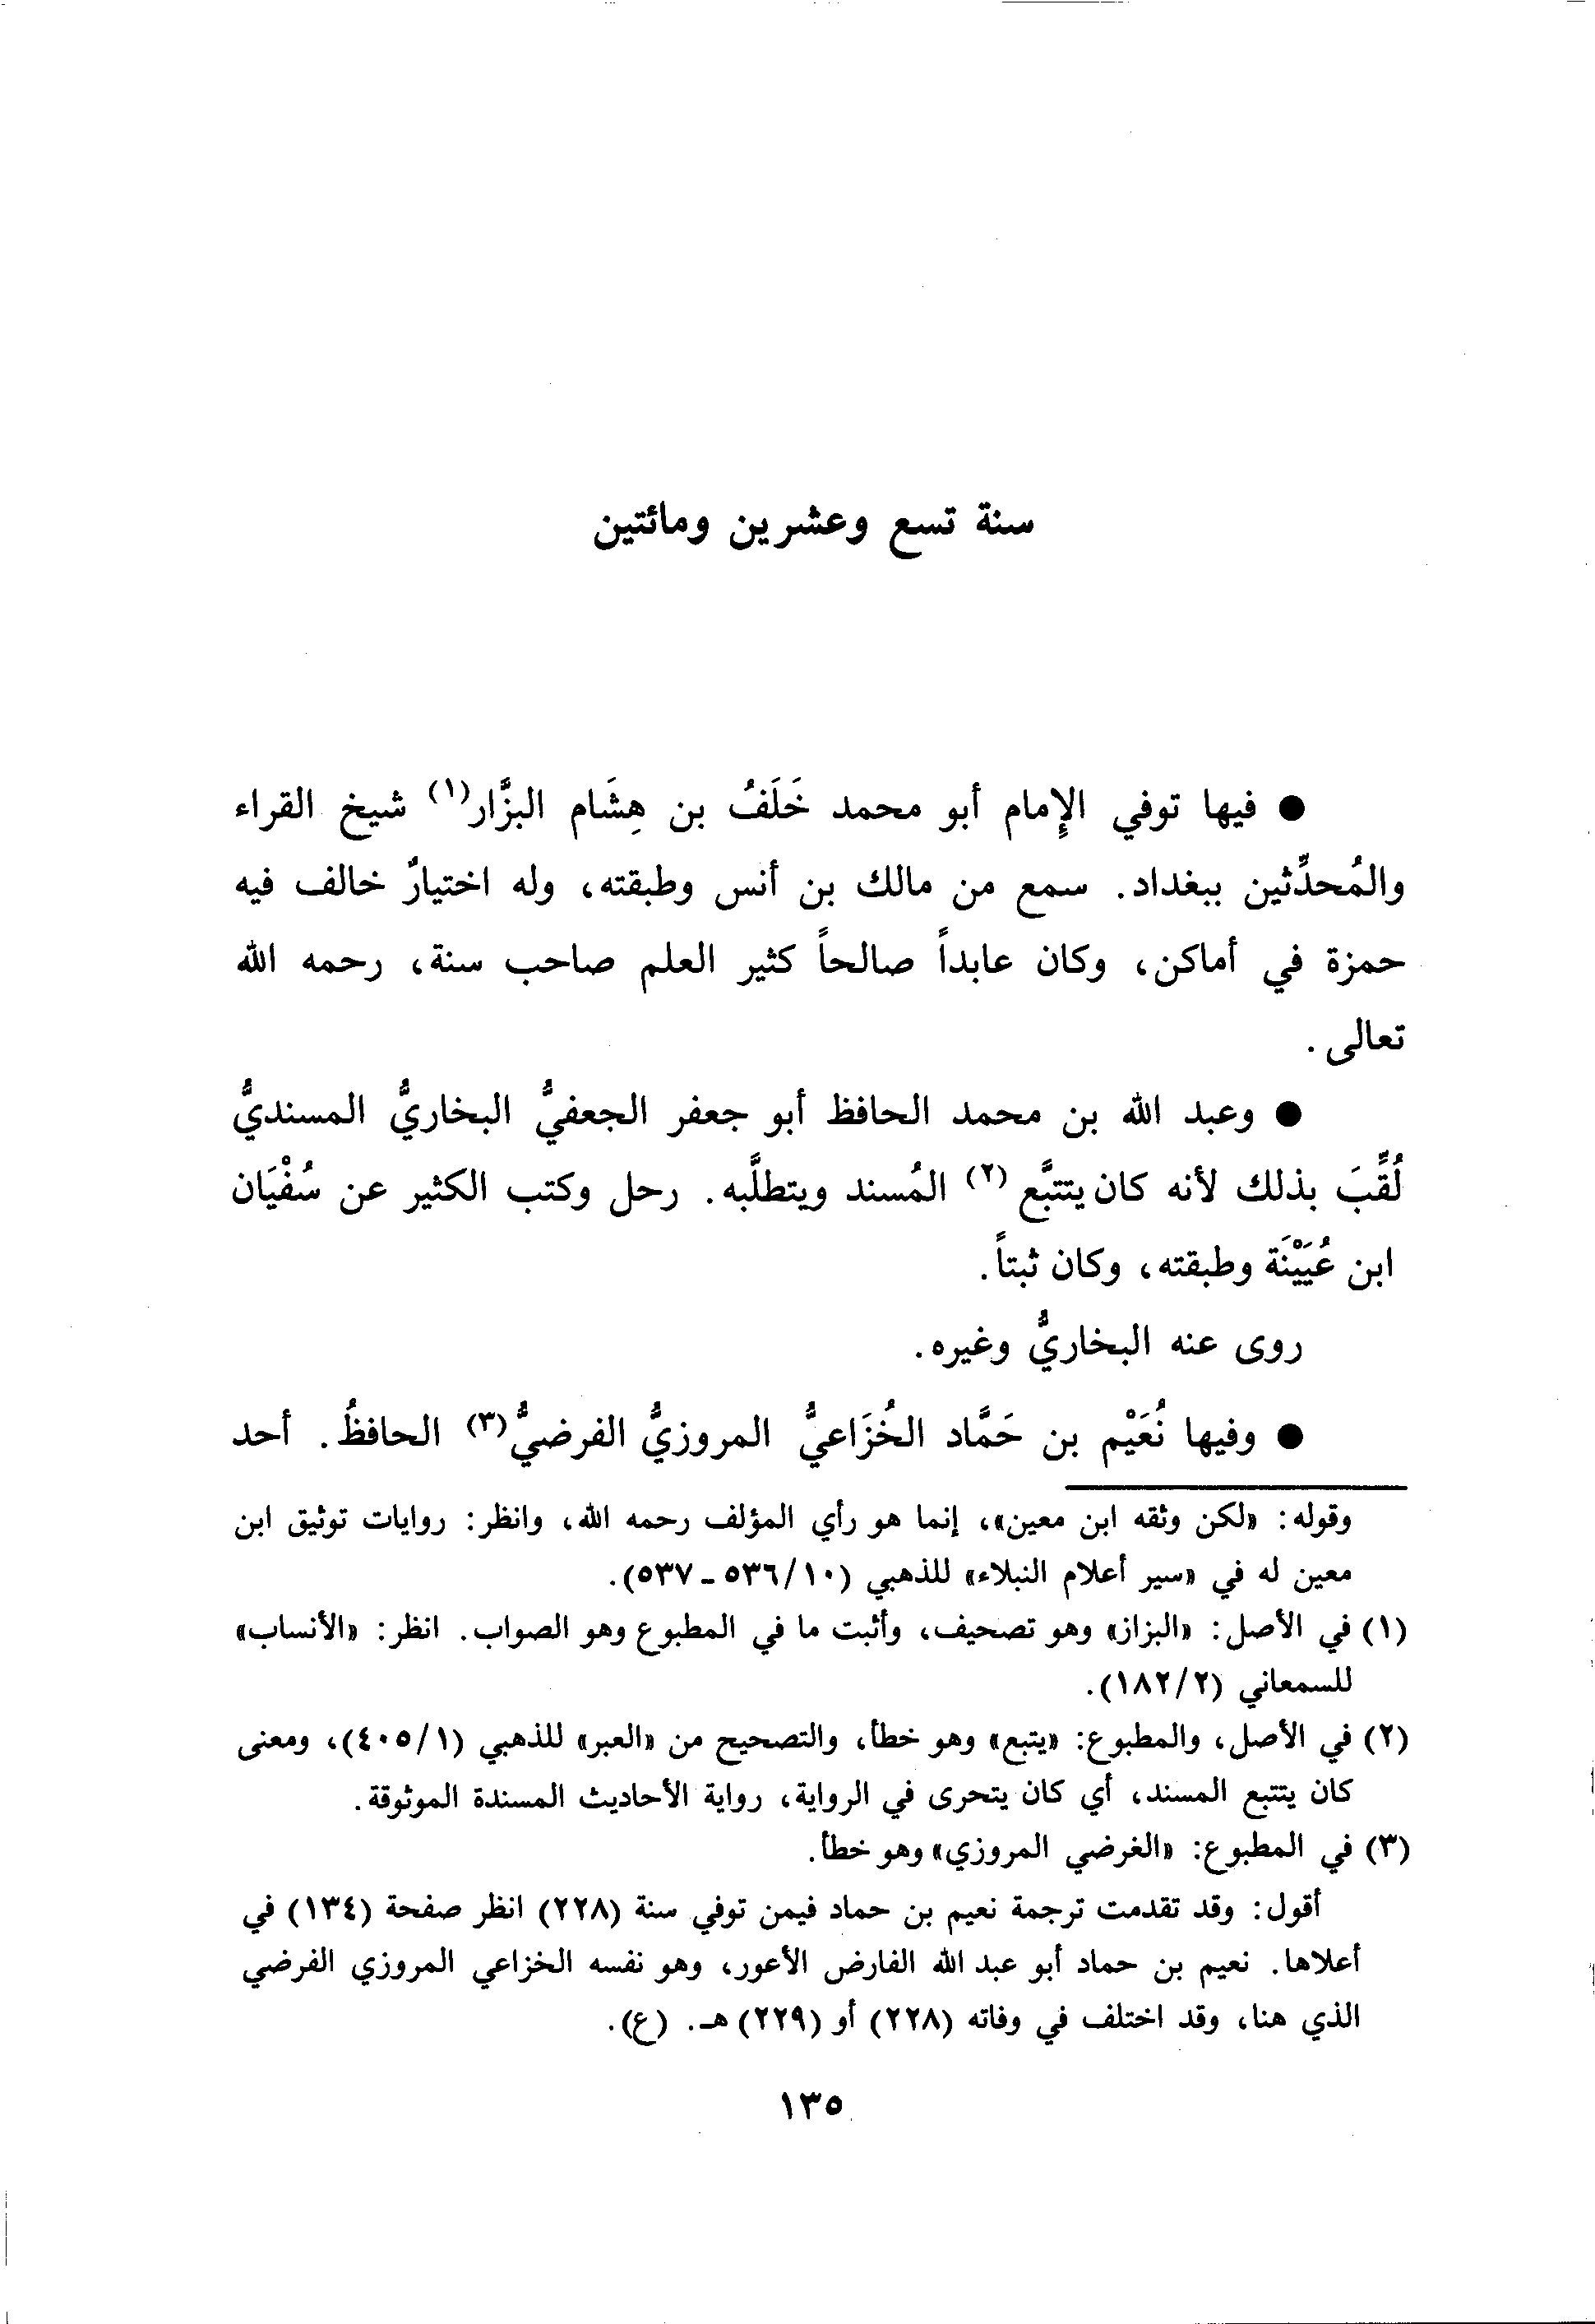 سنة تسع وعشرين ومائتين
● فيها توفي الإمام أبو محمد خَلَفُ بن هِشَام البزَّار(١) شيخ القراء
والمُحدِّثين ببغداد. سمع من مالك بن أنس وطبقته، وله اختيارٌ خالف فيه
حمزة في أماكن، وكان عابداً صالحاً كثير العلم صاحب سنة، رحمه الله
تعالى.
● وعبد الله بن محمد الحافظ أبو جعفر الجعفيُّ البخاريُّ المسنديُّ
لُقِّبَ بذلك لأنه كان يتتبَّع(٢) المُسند ويتطلَّبه. رحل وكتب الكثير عن سُفْيَان
ابن عُيَيْنَة وطبقته، وكان ثبتاً.
روى عنه البخاريُّ وغيره.
● وفيها نُعَيْم بن حَمَّاد الخُزَاعيُّ المروزيُّ الفرضيُّ(٣) الحافظُ. أحد
وقوله: «لكن وثقه ابن معين»، إنما هو رأي المؤلف رحمه الله، وانظر: روايات توثيق ابن
معين له في «سير أعلام النبلاء» للذهبي (١٠/ ٥٣٦ ـ ٥٣٧).
(١) في الأصل: «البزاز» وهو تصحيف، وأثبت ما في المطبوع وهو الصواب. انظر: «الأنساب»
للسمعاني (٢/ ١٨٢).
(٢) في الأصل، والمطبوع: «يتبع» وهو خطأ، والتصحيح من «العبر» للذهبي (١/ ٤٠٥)، ومعنى
كان يتتبع المسند، أي كان يتحرى في الرواية، رواية الأحاديث المسندة الموثوقة.
(٣) في المطبوع: «الغرضي المروزي» وهو خطأ.
أقول: وقد تقدمت ترجمة نعيم بن حماد فيمن توفي سنة (٢٢٨) انظر صفحة (١٣٤) في
أعلاها. نعيم بن حماد أبو عبد الله الفارض الأعور، وهو نفسه الخزاعي المروزي الفرضي
الذي هنا، وقد اختلف في وفاته (٢٢٨) أو (٢٢٩) هـ. (ع).
١٣٥